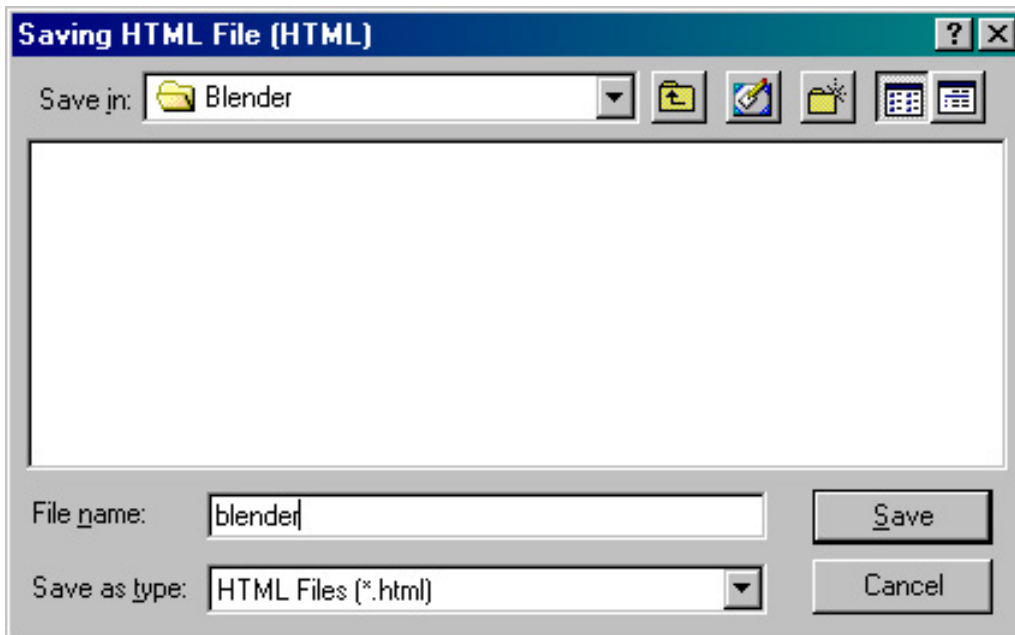 Saving HTML File (HTML)
Save in: Blender
File name: blender
Save
Save as type: HTML Files (*.html)
Cancel